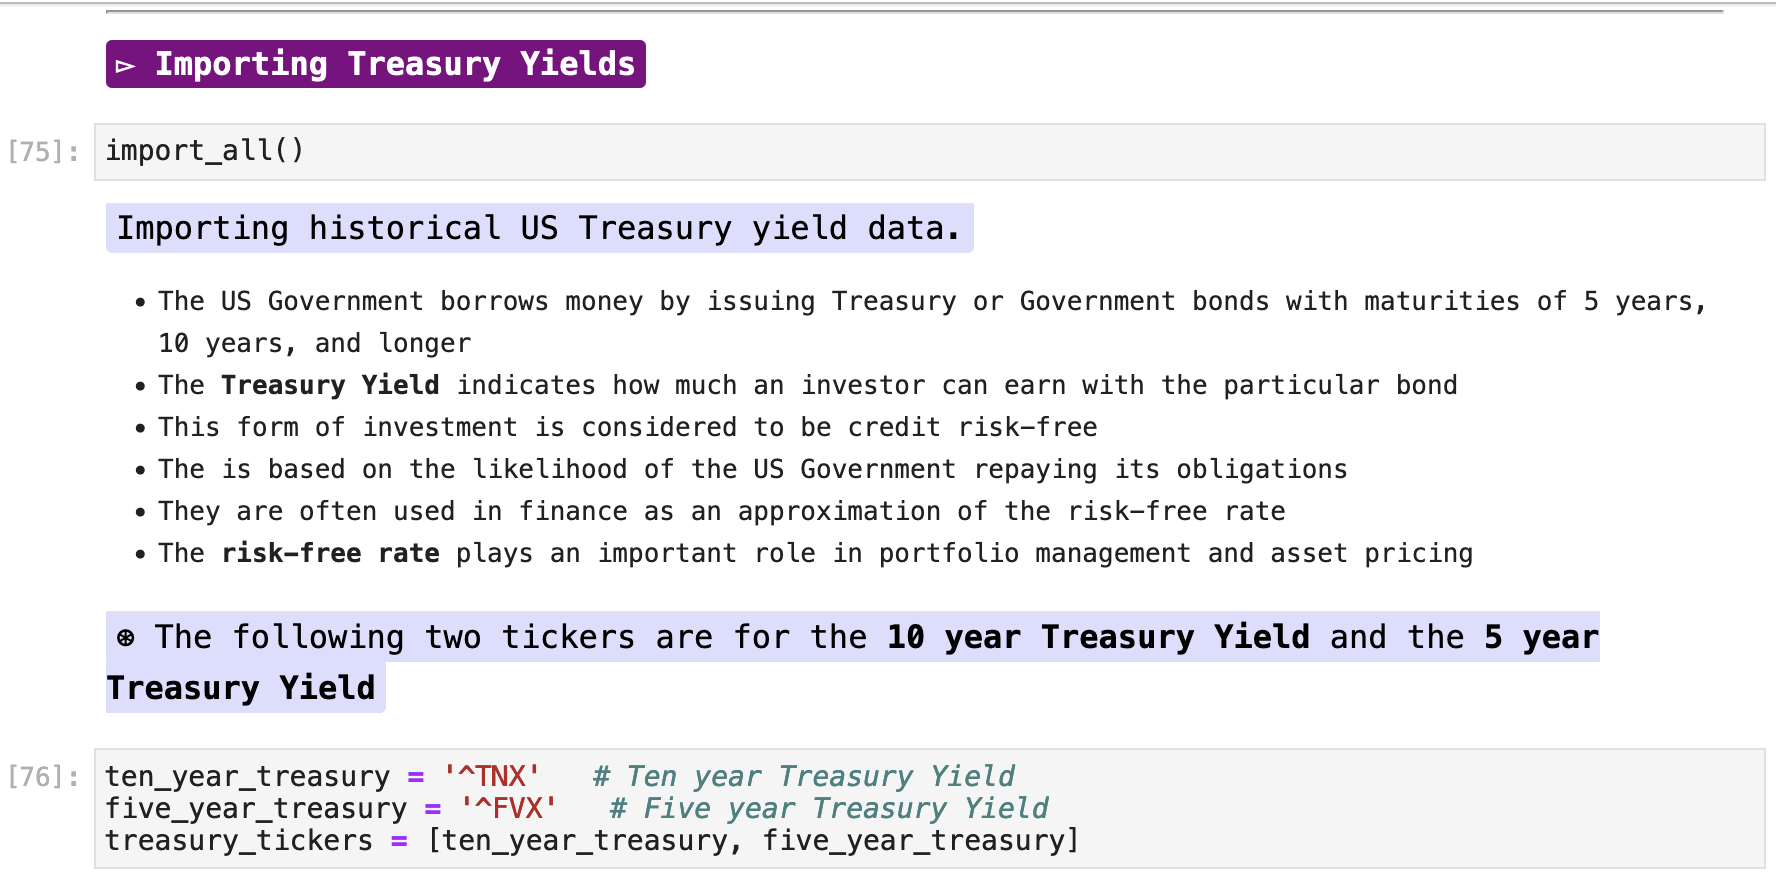 ▻ Importing Treasury Yields
[75]: import_all()
Importing historical US Treasury yield data.
• The US Government borrows money by issuing Treasury or Government bonds with maturities of 5 years,
10 years, and longer
• The Treasury Yield indicates how much an investor can earn with the particular bond
• This form of investment is considered to be credit risk-free
• The is based on the likelihood of the US Government repaying its obligations
• They are often used in finance as an approximation of the risk-free rate
• The risk-free rate plays an important role in portfolio management and asset pricing
⊛ The following two tickers are for the 10 year Treasury Yield and the 5 year
Treasury Yield
[76]: ten_year_treasury = '^TNX'   # Ten year Treasury Yield
five_year_treasury = '^FVX'   # Five year Treasury Yield
treasury_tickers = [ten_year_treasury, five_year_treasury]